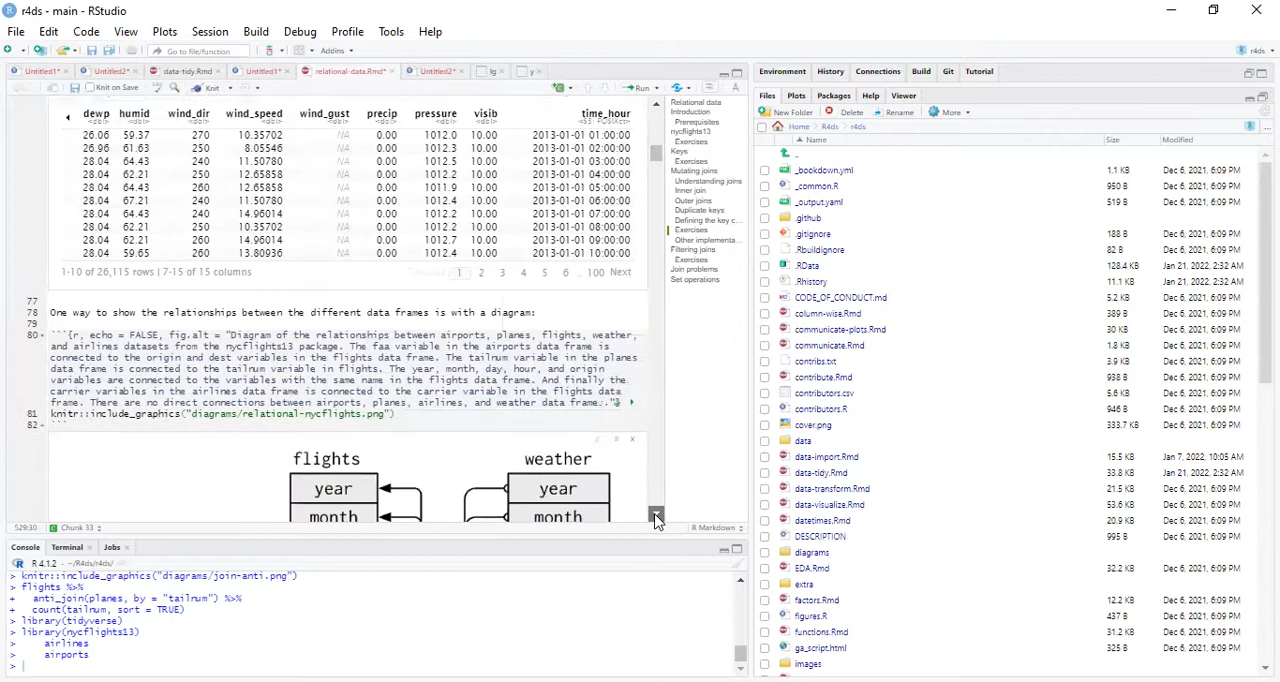 r4ds - main - RStudio
File Edit Code View Plots Session Build Debug Profile Tools Help
Go to file/function Addins r4ds
Untitled1* Untitled2* data-tidy.Rmd Untitled1* relational-data.Rmd* Untitled2* lg y
Knit on Save Knit Run
dewp humid wind_dir wind_speed wind_gust precip pressure visib time_hour
<dbl> <dbl> <dbl> <dbl> <dbl> <dbl> <dbl> <dbl> <S3: POSIXct>
26.06 59.37 270 10.35702 NA 0.00 1012.0 10.00 2013-01-01 01:00:00
26.96 61.63 250 8.05546 NA 0.00 1012.3 10.00 2013-01-01 02:00:00
28.04 64.43 240 11.50780 NA 0.00 1012.5 10.00 2013-01-01 03:00:00
28.04 62.21 250 12.65858 NA 0.00 1012.2 10.00 2013-01-01 04:00:00
28.04 64.43 260 12.65858 NA 0.00 1011.9 10.00 2013-01-01 05:00:00
28.04 67.21 240 11.50780 NA 0.00 1012.4 10.00 2013-01-01 06:00:00
28.04 64.43 240 14.96014 NA 0.00 1012.2 10.00 2013-01-01 07:00:00
28.04 62.21 250 10.35702 NA 0.00 1012.2 10.00 2013-01-01 08:00:00
28.04 62.21 260 14.96014 NA 0.00 1012.7 10.00 2013-01-01 09:00:00
28.04 59.65 260 13.80936 NA 0.00 1012.4 10.00 2013-01-01 10:00:00
1-10 of 26,115 rows | 7-15 of 15 columns Previous 1 2 3 4 5 6 ... 100 Next
77
78 One way to show the relationships between the different data frames is with a diagram:
79
80 ```{r, echo = FALSE, fig.alt = "Diagram of the relationships between airports, planes, flights, weather,
and airlines datasets from the nycflights13 package. The faa variable in the airports data frame is
connected to the origin and dest variables in the flights data frame. The tailnum variable in the planes
data frame is connected to the tailnum variable in flights. The year, month, day, hour, and origin
variables are connected to the variables with the same name in the flights data frame. And finally the
carrier variables in the airlines data frame is connected to the carrier variable in the flights data
frame. There are no direct connections between airports, planes, airlines, and weather data frame."}
81 knitr::include_graphics("diagrams/relational-nycflights.png")
82 ```
flights weather
year year
month month
529:30 Chunk 33 R Markdown
Relational data
Introduction
Prerequisites
nycflights13
Exercises
Keys
Exercises
Mutating joins
Understanding joins
Inner join
Outer joins
Duplicate keys
Defining the key c...
Exercises
Other implementa...
Filtering joins
Exercises
Join problems
Set operations
Console Terminal Jobs
R 4.1.2 · ~/R4ds/r4ds/
> knitr::include_graphics("diagrams/join-anti.png")
> flights %>%
+ anti_join(planes, by = "tailnum") %>%
+ count(tailnum, sort = TRUE)
> library(tidyverse)
> library(nycflights13)
> airlines
> airports
>
Environment History Connections Build Git Tutorial
Files Plots Packages Help Viewer
New Folder Delete Rename More
Home R4ds r4ds ...
Name Size Modified
..
_bookdown.yml 1.1 KB Dec 6, 2021, 6:09 PM
_common.R 950 B Dec 6, 2021, 6:09 PM
_output.yaml 519 B Dec 6, 2021, 6:09 PM
.github
.gitignore 188 B Dec 6, 2021, 6:09 PM
.Rbuildignore 82 B Dec 6, 2021, 6:09 PM
.RData 128.4 KB Jan 21, 2022, 2:32 AM
.Rhistory 11.1 KB Jan 21, 2022, 2:32 AM
CODE_OF_CONDUCT.md 5.2 KB Dec 6, 2021, 6:09 PM
column-wise.Rmd 389 B Dec 6, 2021, 6:09 PM
communicate-plots.Rmd 30 KB Dec 6, 2021, 6:09 PM
communicate.Rmd 1.8 KB Dec 6, 2021, 6:09 PM
contribs.txt 3.9 KB Dec 6, 2021, 6:09 PM
contribute.Rmd 938 B Dec 6, 2021, 6:09 PM
contributors.csv 5.6 KB Dec 6, 2021, 6:09 PM
contributors.R 946 B Dec 6, 2021, 6:09 PM
cover.png 333.7 KB Dec 6, 2021, 6:09 PM
data
data-import.Rmd 15.5 KB Jan 7, 2022, 10:05 AM
data-tidy.Rmd 33.8 KB Jan 21, 2022, 2:32 AM
data-transform.Rmd 21.5 KB Dec 6, 2021, 6:09 PM
data-visualize.Rmd 53.6 KB Dec 6, 2021, 6:09 PM
datetimes.Rmd 20.9 KB Dec 6, 2021, 6:09 PM
DESCRIPTION 995 B Dec 6, 2021, 6:09 PM
diagrams
EDA.Rmd 32.2 KB Dec 6, 2021, 6:09 PM
extra
factors.Rmd 12.2 KB Dec 6, 2021, 6:09 PM
figures.R 437 B Dec 6, 2021, 6:09 PM
functions.Rmd 31.2 KB Dec 6, 2021, 6:09 PM
ga_script.html 325 B Dec 6, 2021, 6:09 PM
images